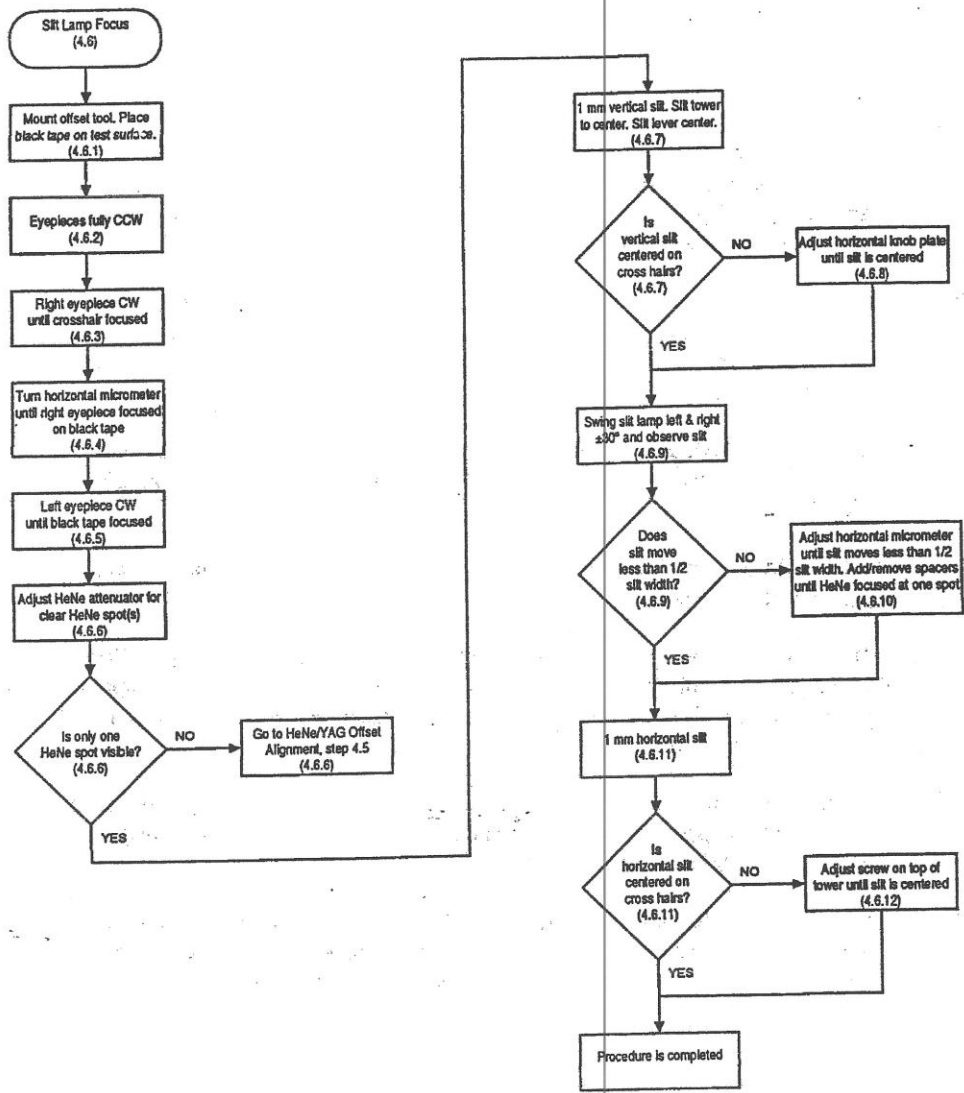 Slit Lamp Focus
(4.6)
Mount offset tool. Place
black tape on test surface.
(4.6.1)
Eyepieces fully CCW
(4.6.2)
Right eyepiece CW
until crosshair focused
(4.6.3)
Turn horizontal micrometer
until right eyepiece focused
on black tape
(4.6.4)
Left eyepiece CW
until black tape focused
(4.6.5)
Adjust HeNe attenuator for
clear HeNe spot(s)
(4.6.6)
Is only one
HeNe spot visible?
(4.6.6)
NO
Go to HeNe/YAG Offset
Alignment, step 4.5
(4.6.6)
YES
1 mm vertical slit. Slit tower
to center. Slit lever center.
(4.6.7)
Is
vertical slit
centered on
cross hairs?
(4.6.7)
NO
Adjust horizontal knob plate
until slit is centered
(4.6.8)
YES
Swing slit lamp left & right
±30° and observe slit
(4.6.9)
Does
slit move
less than 1/2
slit width?
(4.6.9)
NO
Adjust horizontal micrometer
until slit moves less than 1/2
slit width. Add/remove spacers
until HeNe focused at one spot
(4.6.10)
YES
1 mm horizontal slit
(4.6.11)
Is
horizontal slit
centered on
cross hairs?
(4.6.11)
NO
Adjust screw on top of
tower until slit is centered
(4.6.12)
YES
Procedure is completed